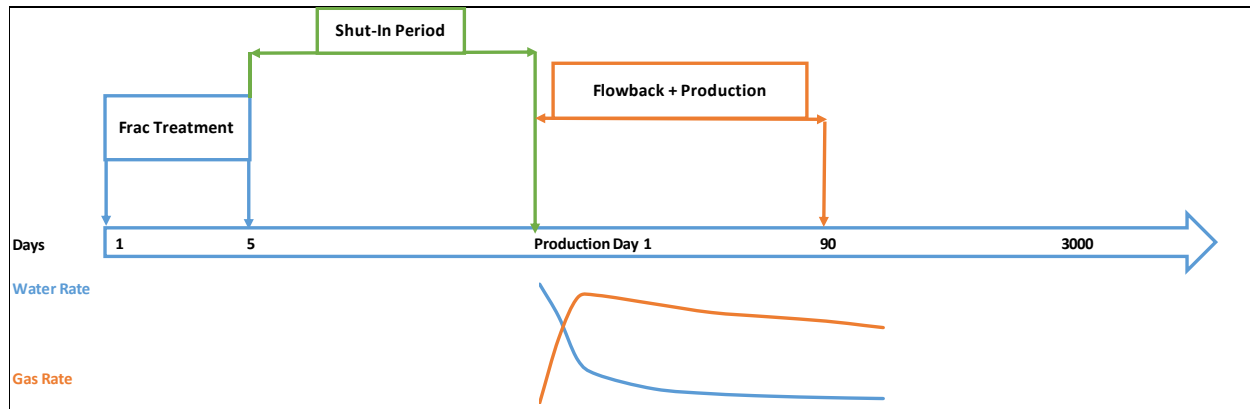 Shut-In Period
Flowback + Production
Frac Treatment
Days 1 5 Production Day 1 90 3000
Water Rate
Gas Rate